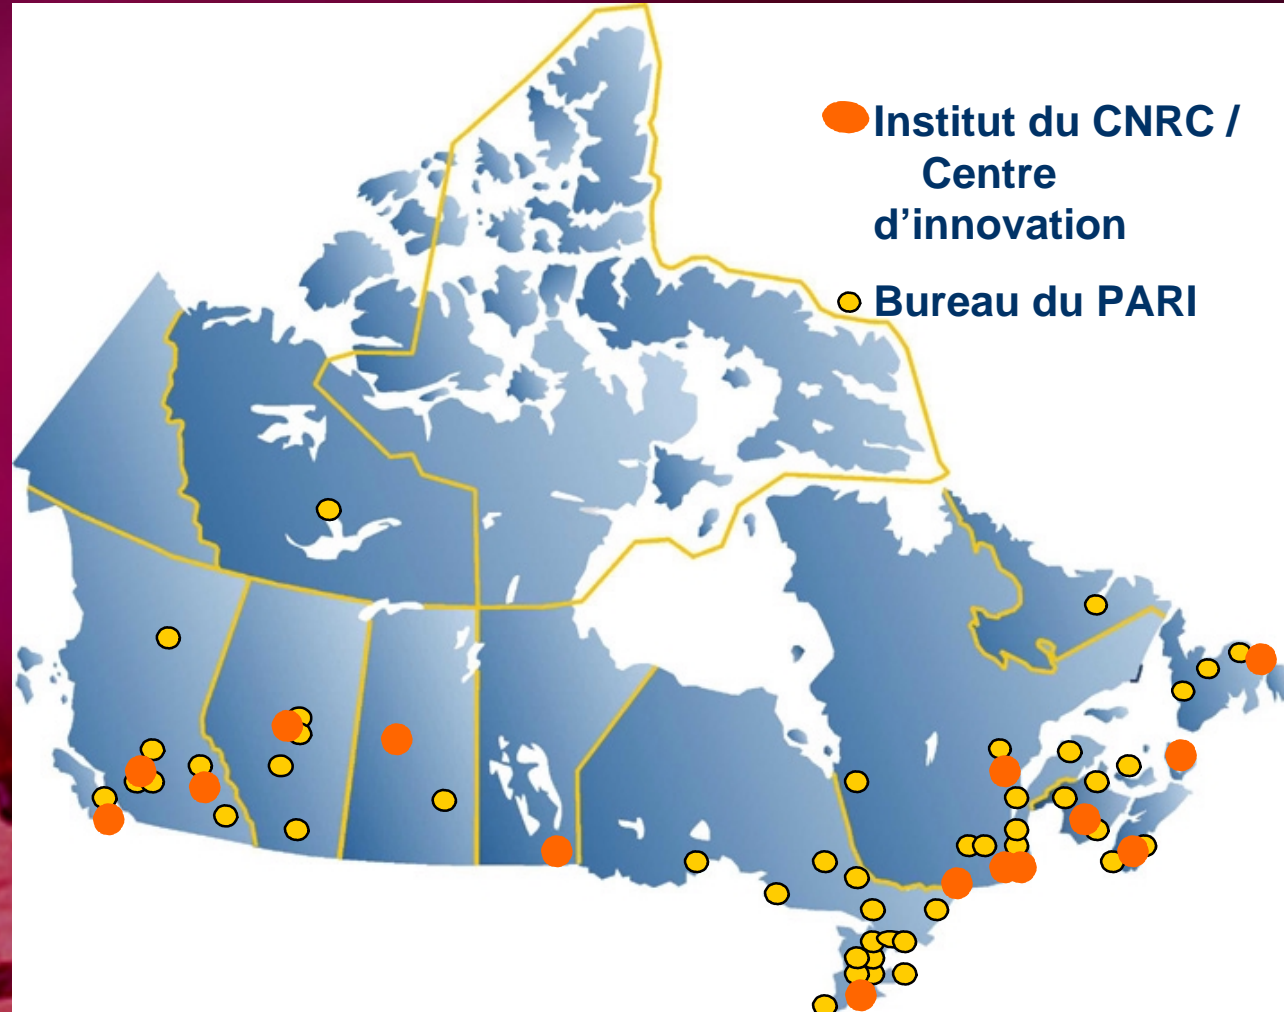 Institut du CNRC /
Centre
d’innovation
Bureau du PARI